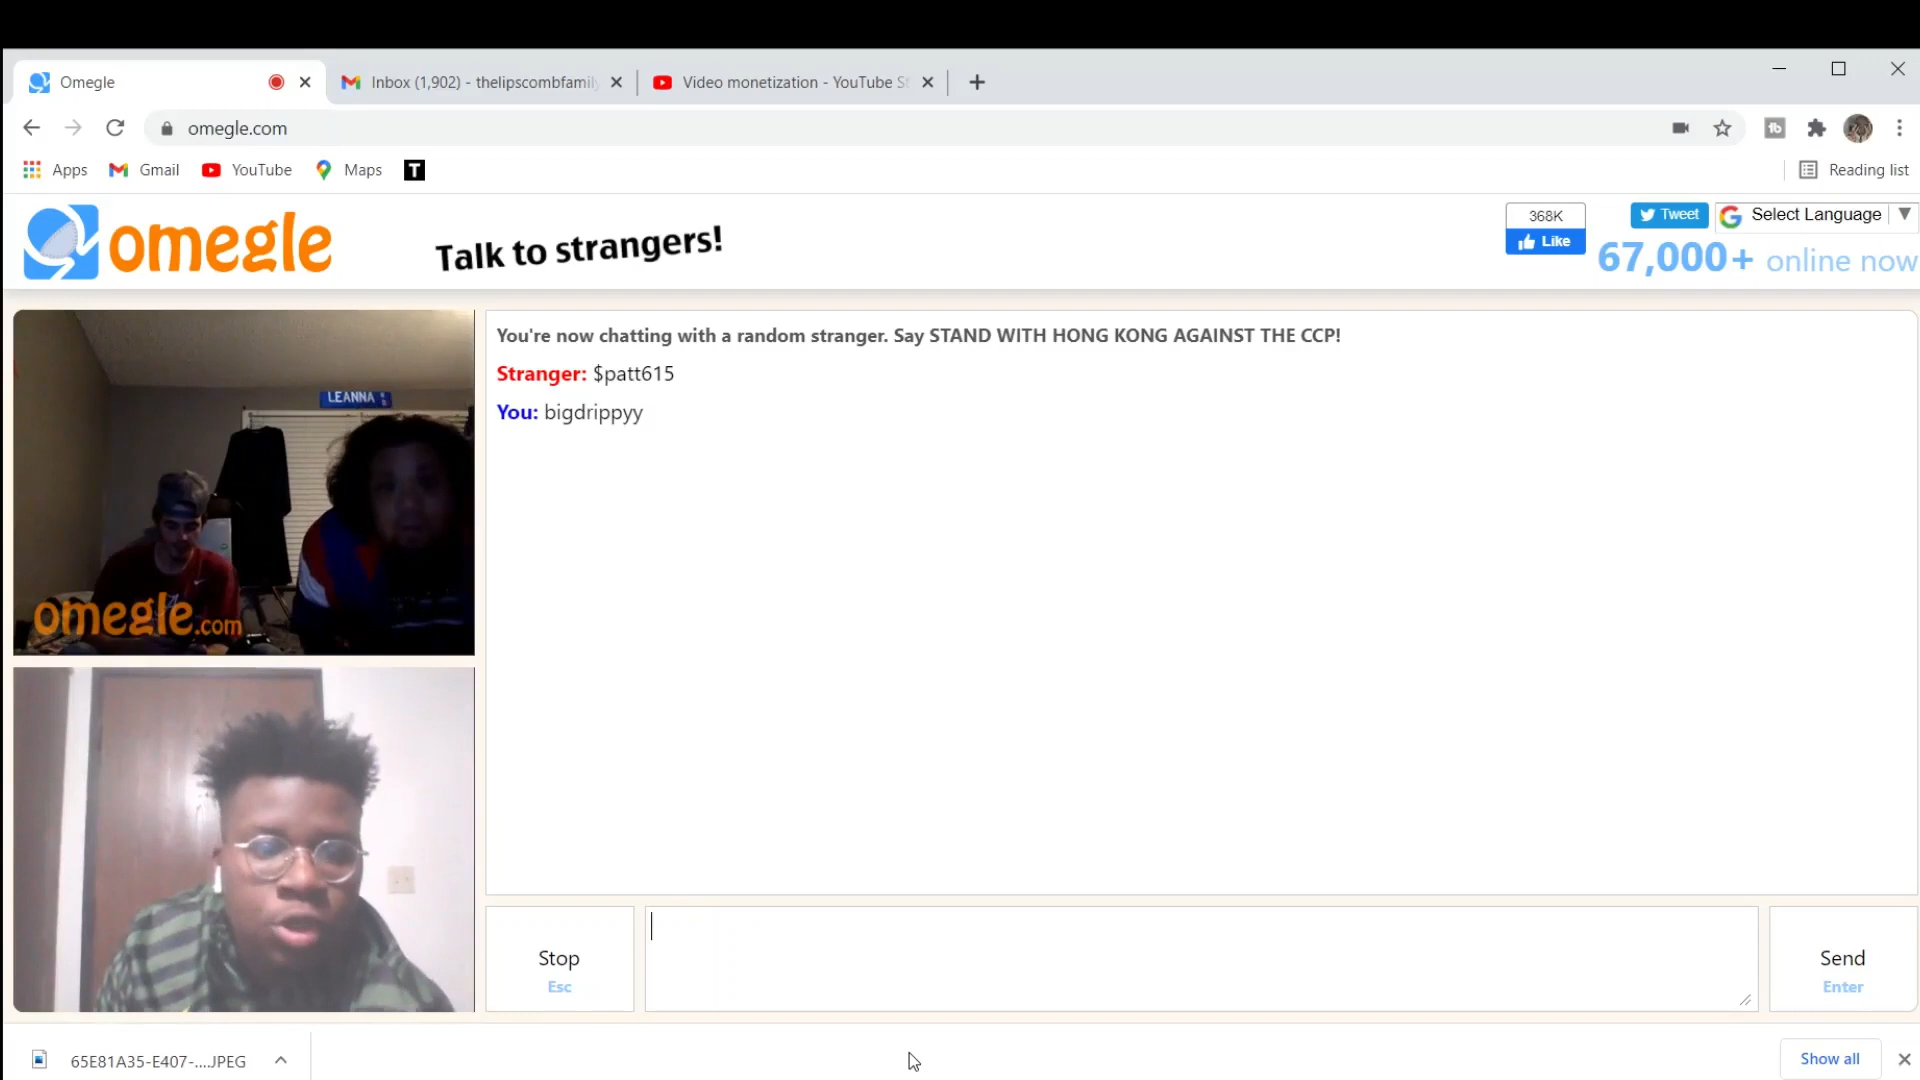 Omegle
Inbox (1,902) - thelipscombfamily
Video monetization - YouTube S
omegle.com
Apps
Gmail
YouTube
Maps
T
Reading list
omegle
Talk to strangers!
368K
Like
Tweet
Select Language
67,000+ online now
LEANNA
omegle.com
You're now chatting with a random stranger. Say STAND WITH HONG KONG AGAINST THE CCP!
Stranger: $patt615
You: bigdrippyy
Stop
Esc
Send
Enter
65E81A35-E407-....JPEG
Show all